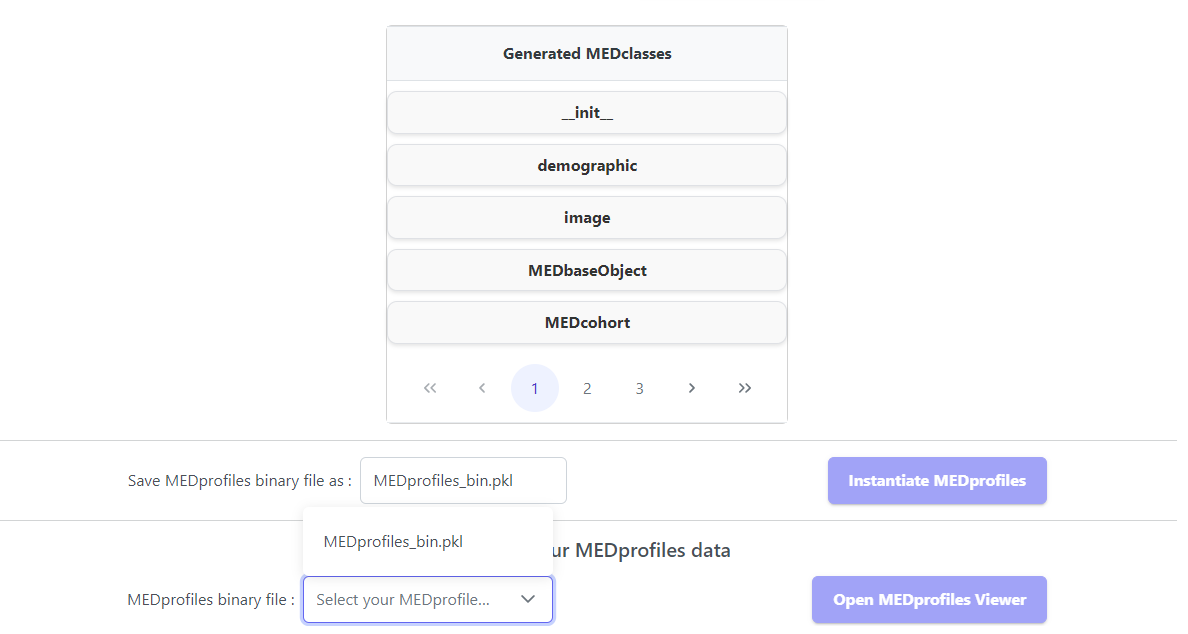 Generated MEDclasses
__init__
demographic
image
MEDbaseObject
MEDcohort
1 2 3
Save MEDprofiles binary file as : MEDprofiles_bin.pkl Instantiate MEDprofiles
MEDprofiles_bin.pkl
ur MEDprofiles data
MEDprofiles binary file : Select your MEDprofile... Open MEDprofiles Viewer